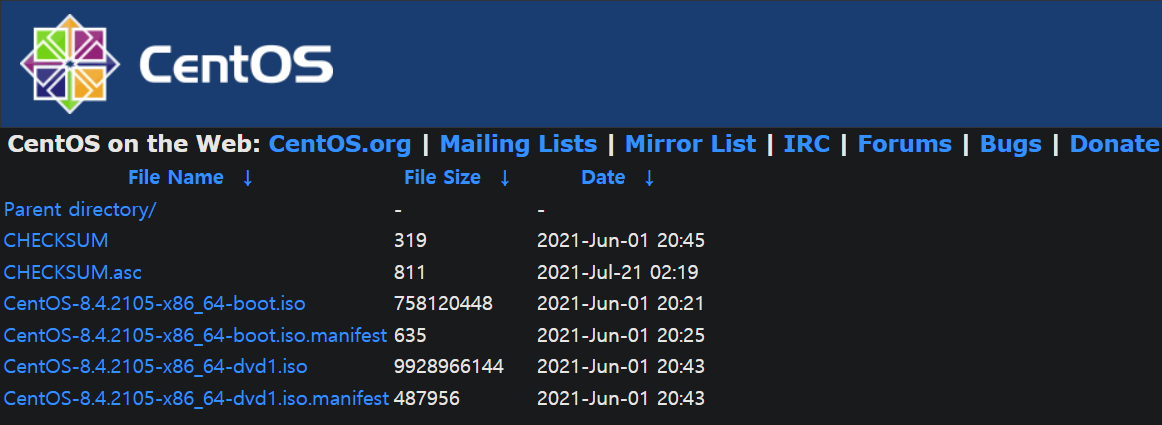 CentOS
CentOS on the Web: CentOS.org | Mailing Lists | Mirror List | IRC | Forums | Bugs | Donate
File Name ↓ File Size ↓ Date ↓
Parent directory/ - -
CHECKSUM 319 2021-Jun-01 20:45
CHECKSUM.asc 811 2021-Jul-21 02:19
CentOS-8.4.2105-x86_64-boot.iso 758120448 2021-Jun-01 20:21
CentOS-8.4.2105-x86_64-boot.iso.manifest 635 2021-Jun-01 20:25
CentOS-8.4.2105-x86_64-dvd1.iso 9928966144 2021-Jun-01 20:43
CentOS-8.4.2105-x86_64-dvd1.iso.manifest 487956 2021-Jun-01 20:43